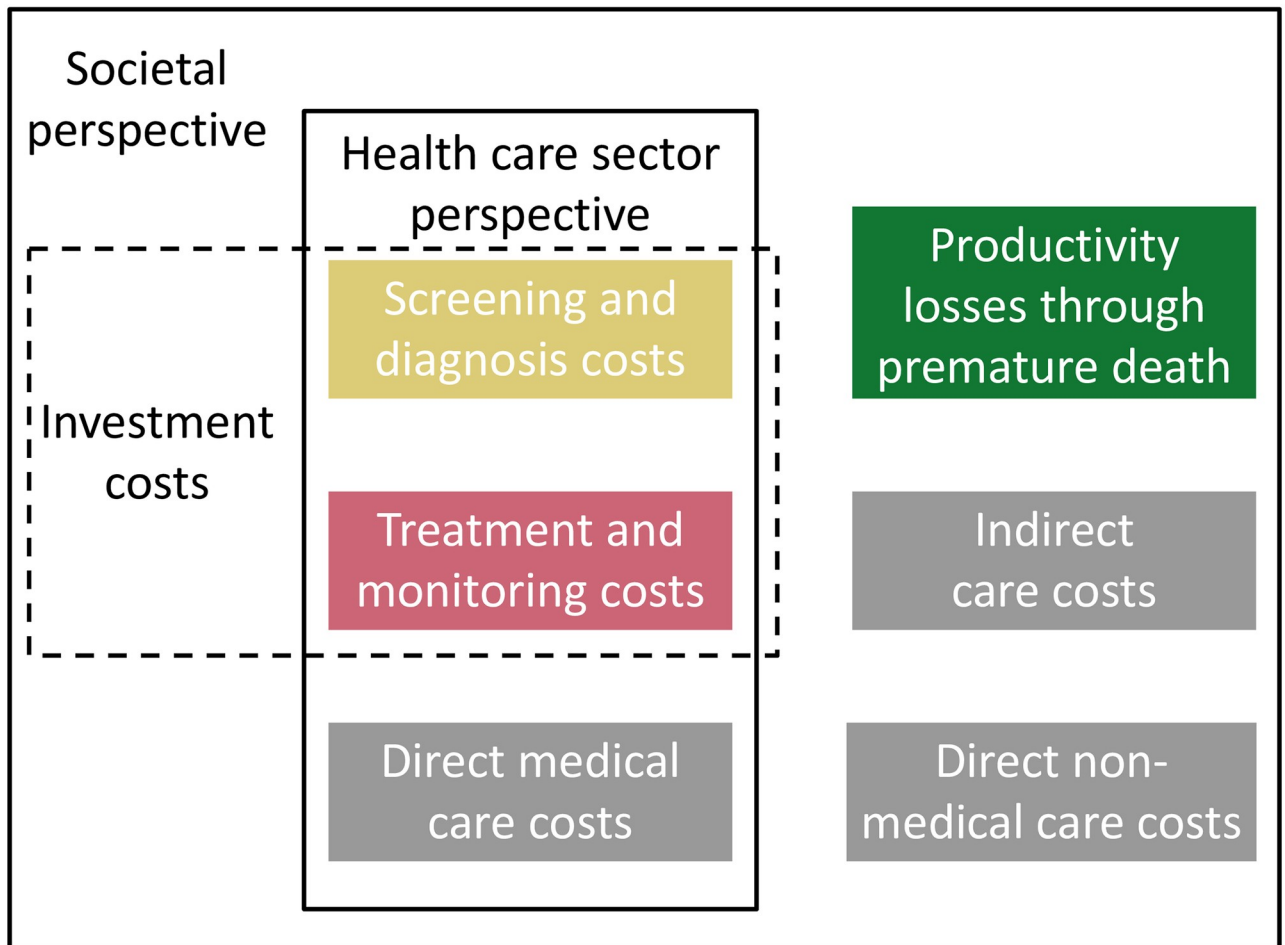 Societal
perspective
Health care sector
perspective
Screening and
diagnosis costs
Productivity
losses through
premature death
Investment
costs
Treatment and
monitoring costs
Indirect
care costs
Direct medical
care costs
Direct non-
medical care costs